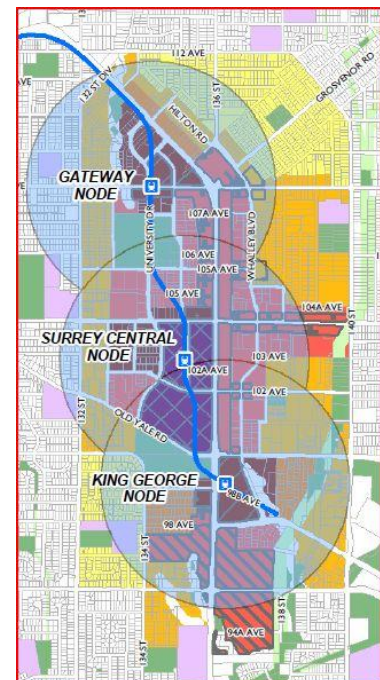 112 AVE
132 ST DIV
136 ST
GROSVENOR RD
HILTON RD
GATEWAY
NODE
107A AVE
UNIVERSITY DR
WHALLEY BLVD
106 AVE
105A AVE
105 AVE
104A AVE
140 ST
SURREY CENTRAL
NODE
103 AVE
102A AVE
102 AVE
132 ST
OLD YALE RD
KING GEORGE
NODE
98B AVE
98 AVE
134 ST
138 ST
94A AVE
134 ST